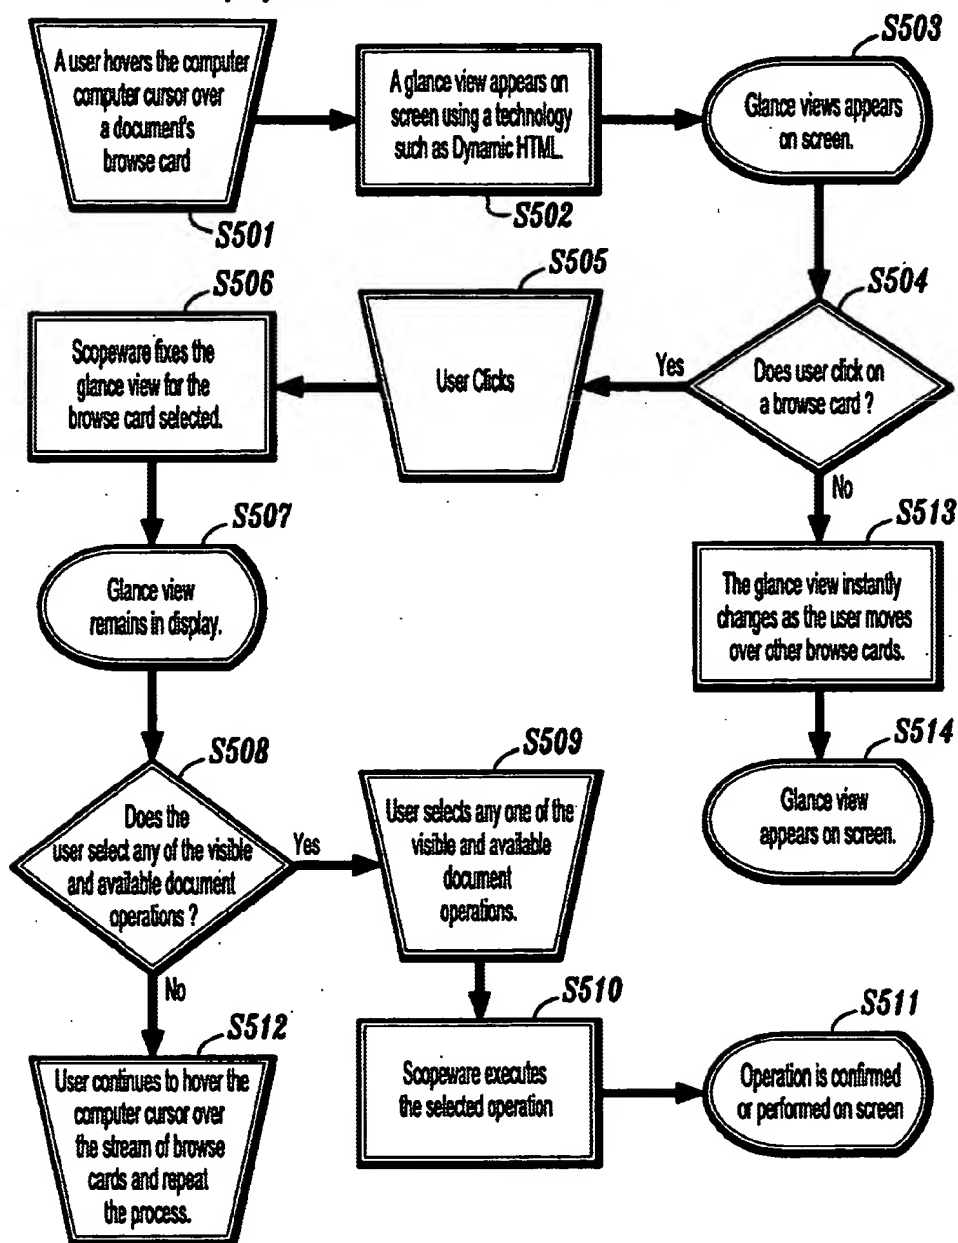 A user hovers the computer
computer cursor over
a document's
browse card
S501
A glance view appears on
screen using a technology
such as Dynamic HTML.
S502
S503
Glance views appears
on screen.
S504
Does user click on
a browse card ?
Yes
No
S505
User Clicks
S506
Scopeware fixes the
glance view for the
browse card selected.
S507
Glance view
remains in display.
S513
The glance view instantly
changes as the user moves
over other browse cards.
S514
Glance view
appears on screen.
S508
Does the
user select any of the visible
and available document
operations ?
Yes
No
S509
User selects any one of the
visible and available
document
operations.
S510
Scopeware executes
the selected operation
S511
Operation is confirmed
or performed on screen
S512
User continues to hover the
computer cursor over
the stream of browse
cards and repeat
the process.